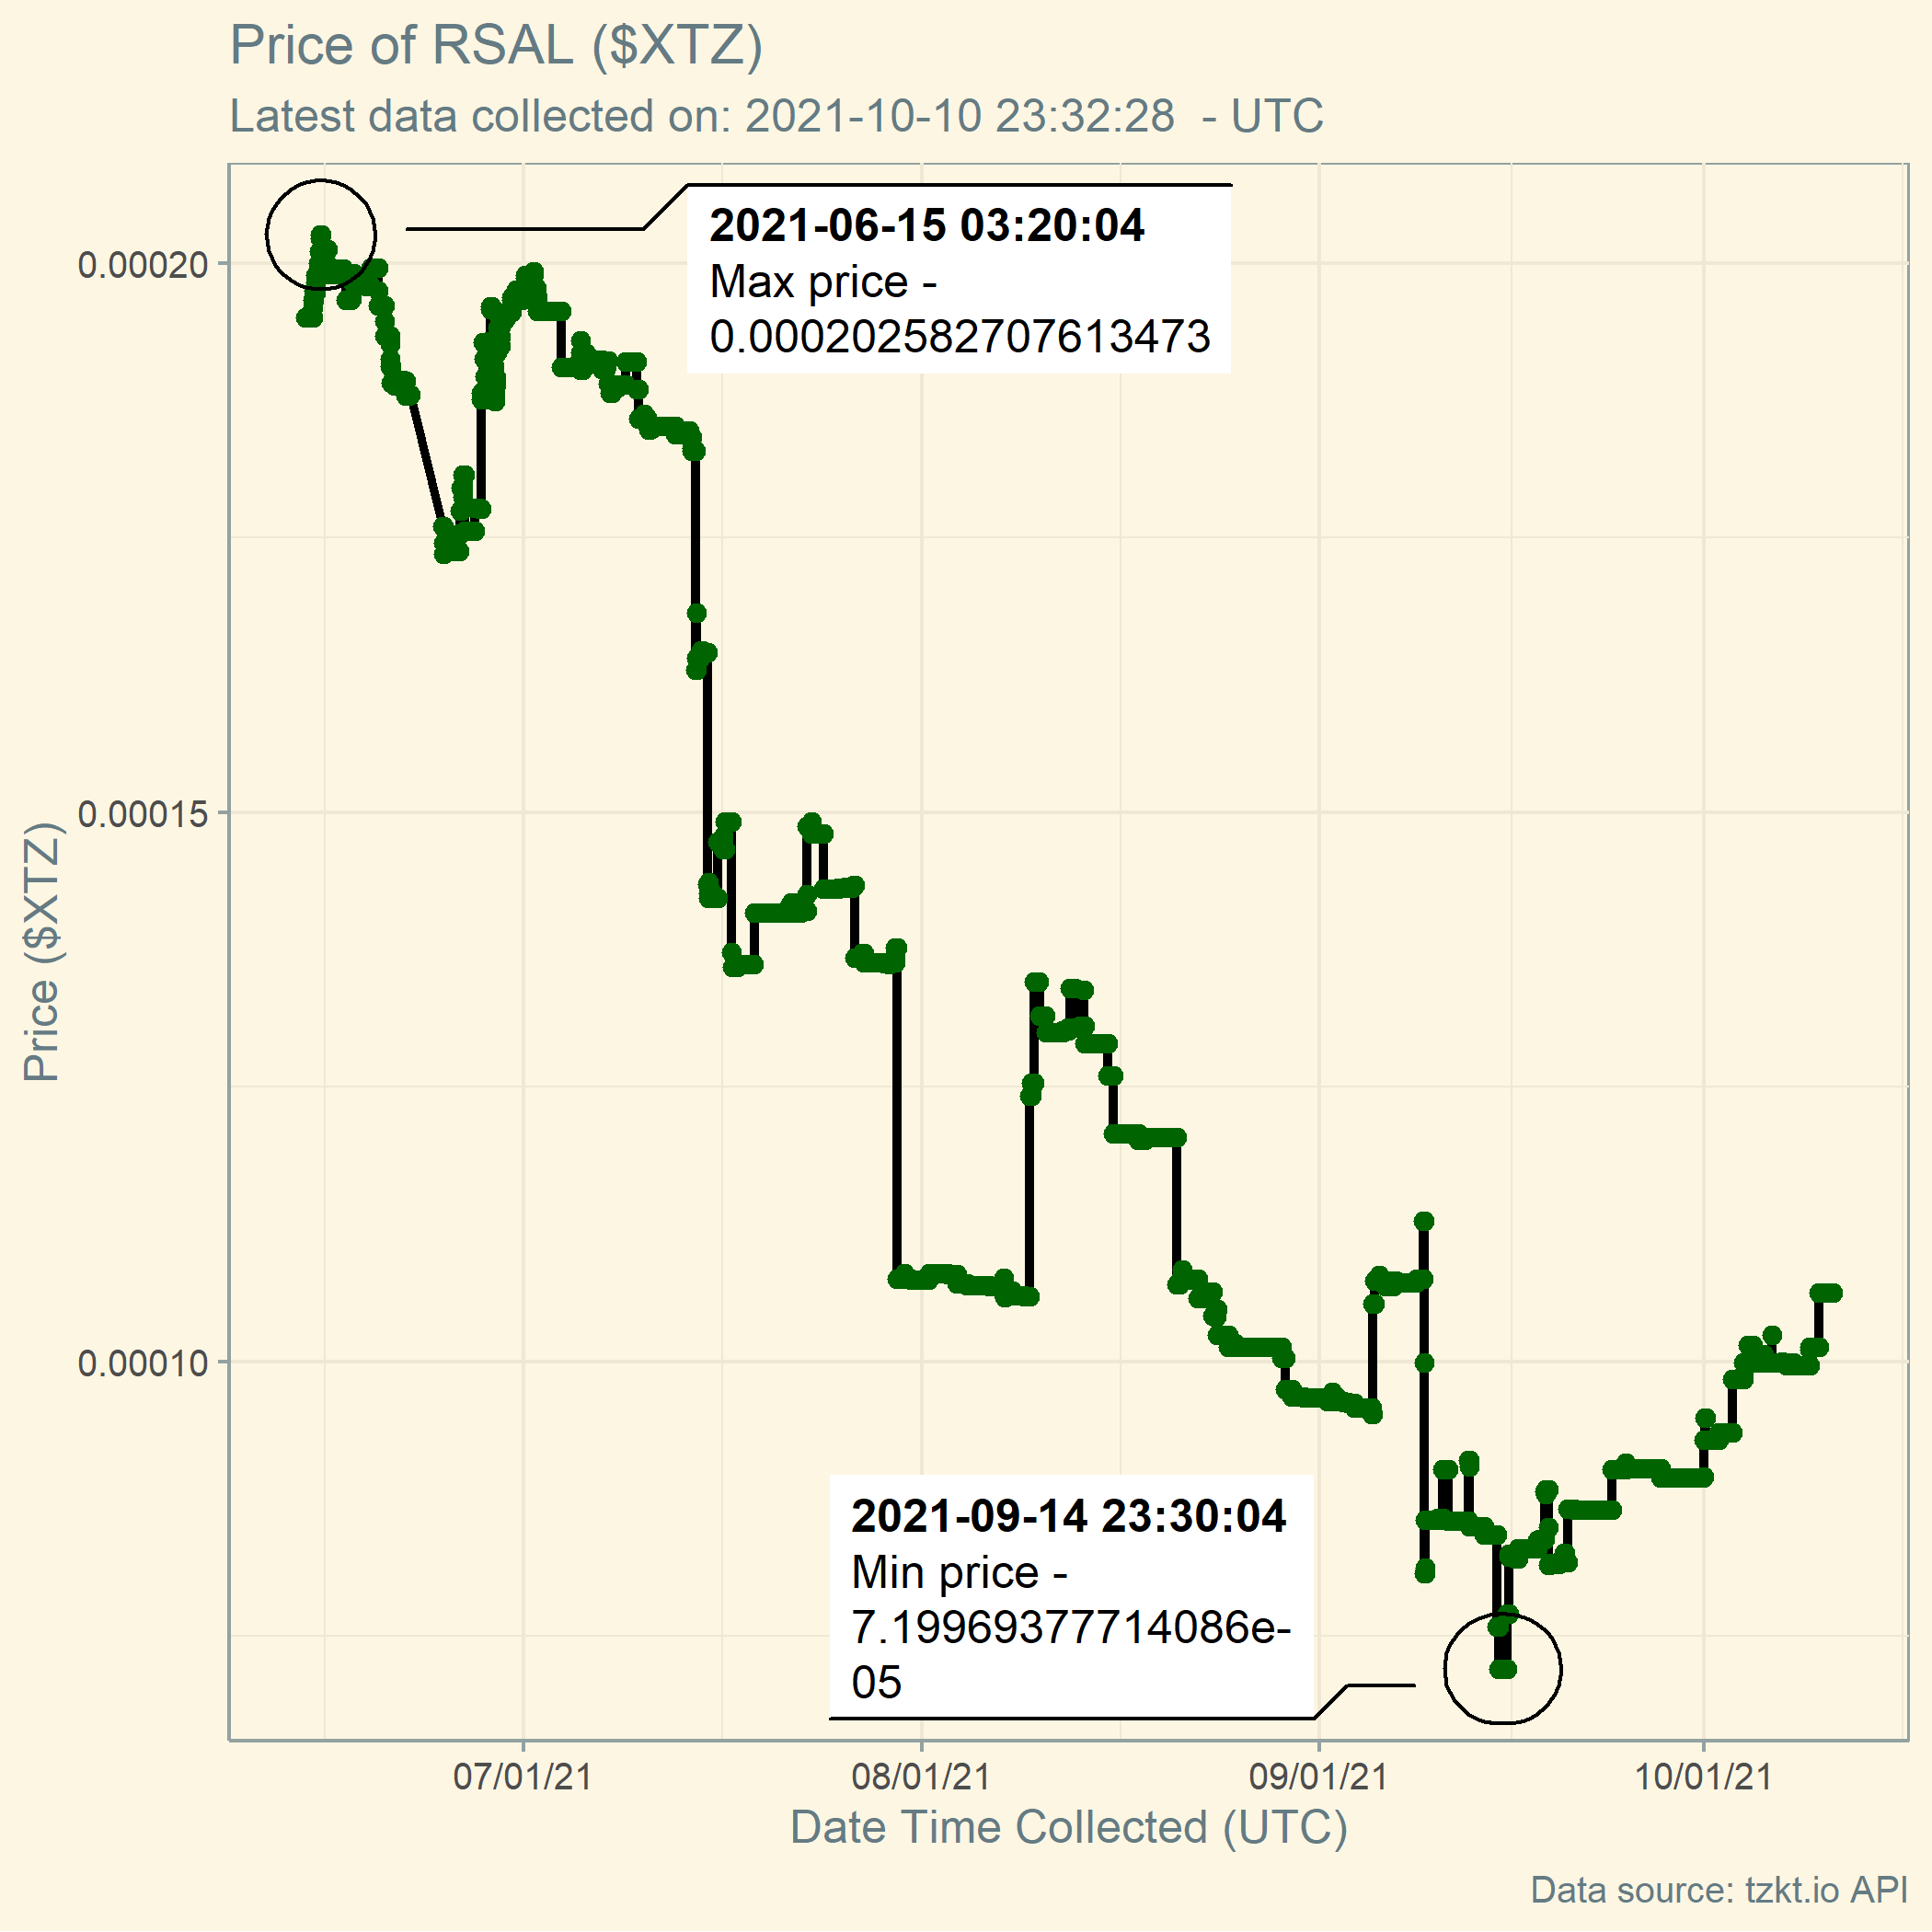 Price of RSAL ($XTZ)
Latest data collected on: 2021-10-10 23:32:28  - UTC
2021-06-15 03:20:04
Max price -
0.000202582707613473
0.00020
0.00015
0.00010
Price ($XTZ)
2021-09-14 23:30:04
Min price -
7.19969377714086e-
05
07/01/21
08/01/21
09/01/21
10/01/21
Date Time Collected (UTC)
Data source: tzkt.io API